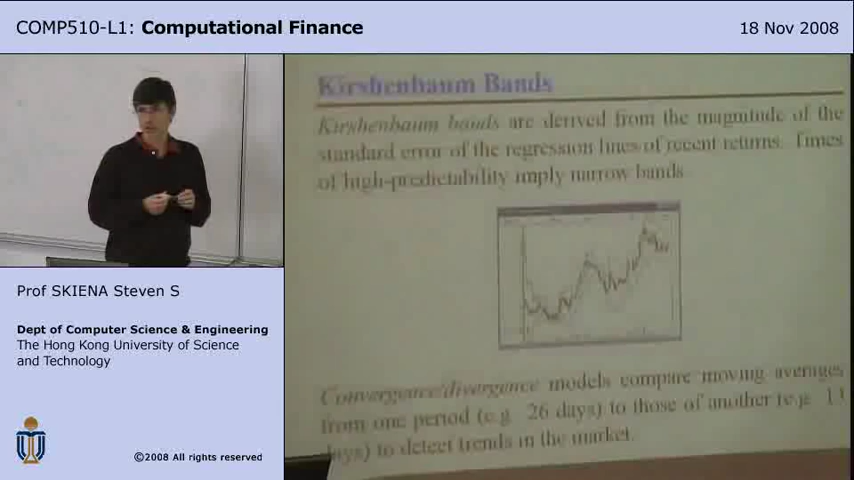 COMP510-L1: Computational Finance
18 Nov 2008
Kirshenbaum Bands
Kirshenbaum bands are derived from the magnitude of the
standard error of the regression lines of recent returns. Times
of high-predictability imply narrow bands.
Convergence/divergence models compare moving averages
from one period (e.g. 26 days) to those of another (e.g.
days) to detect trends in the market.
Prof SKIENA Steven S
Dept of Computer Science & Engineering
The Hong Kong University of Science
and Technology
©2008 All rights reserved